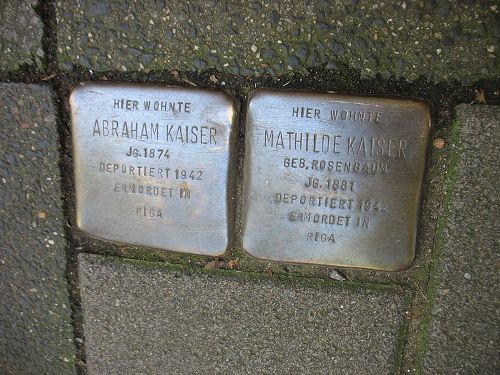 HIER WOHNTE
ABRAHAM KAISER
JG. 1874
DEPORTIERT 1942
ERMORDET IN
RIGA
HIER WOHNTE
MATHILDE KAISER
GEB. ROSENBAUM
JG. 1881
DEPORTIERT 1942
ERMORDET IN
RIGA